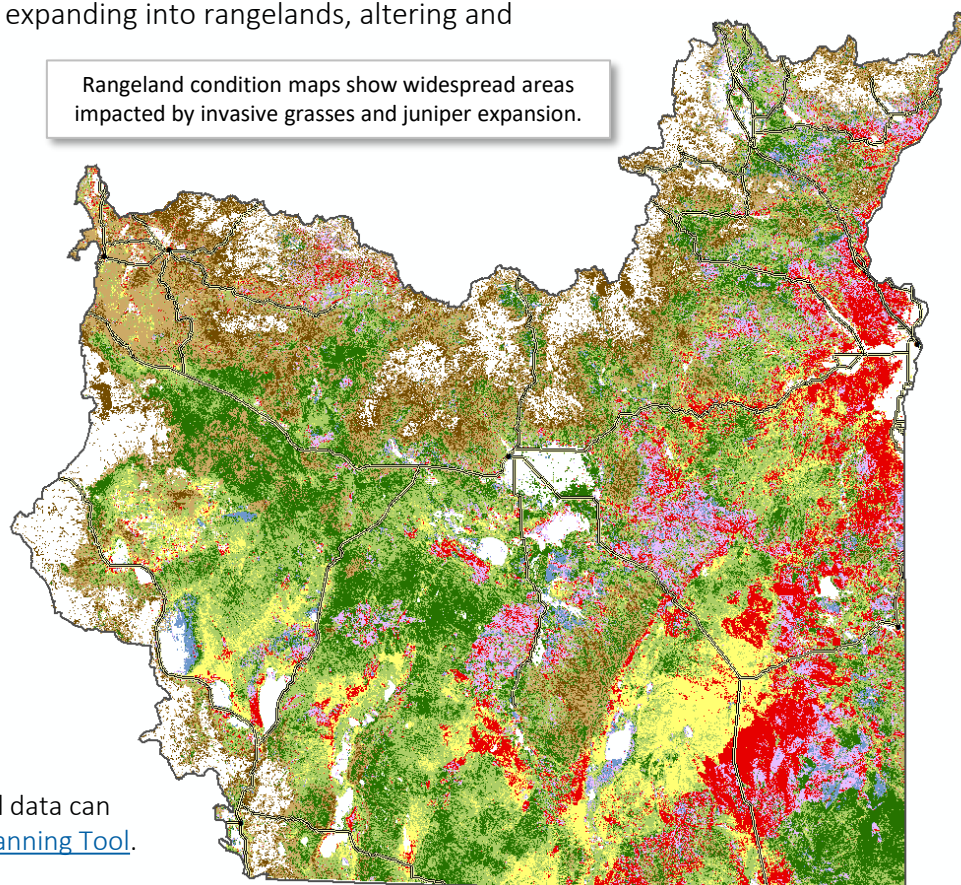 expanding into rangelands, altering and
Rangeland condition maps show widespread areas
impacted by invasive grasses and juniper expansion.
data can
anning Tool.